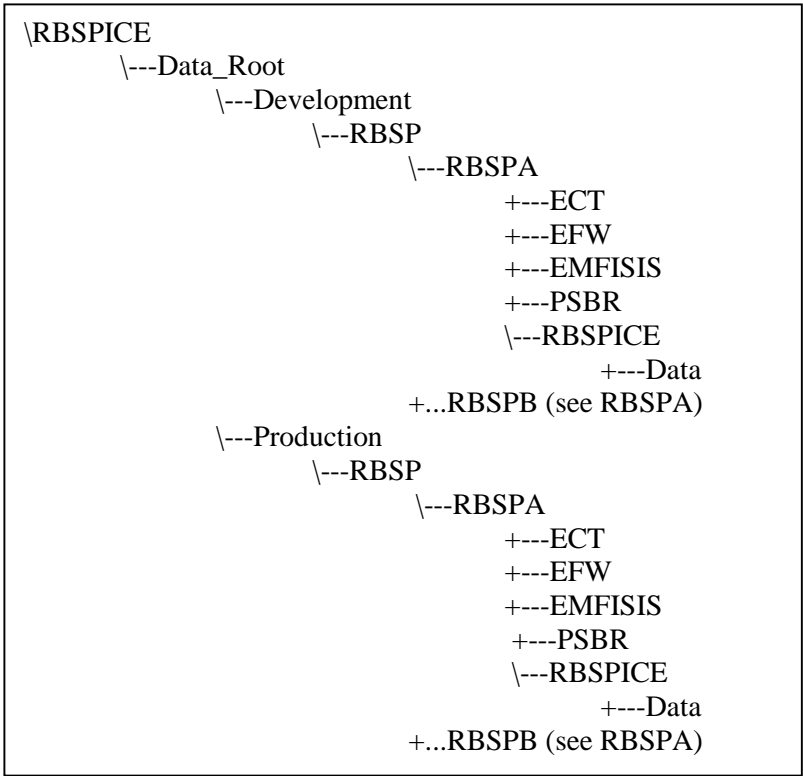 \RBSPICE
\---Data_Root
\---Development
\---RBSP
\---RBSPA
+---ECT
+---EFW
+---EMFISIS
+---PSBR
\---RBSPICE
+---Data
+...RBSPB (see RBSPA)
\---Production
\---RBSP
\---RBSPA
+---ECT
+---EFW
+---EMFISIS
+---PSBR
\---RBSPICE
+---Data
+...RBSPB (see RBSPA)